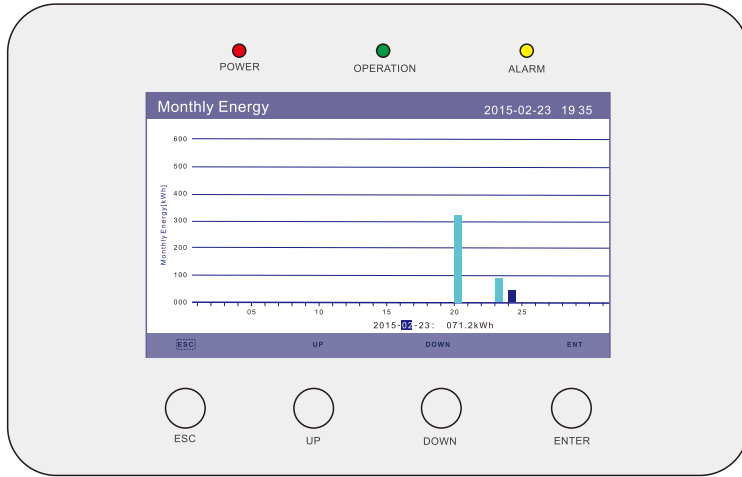 POWER OPERATION ALARM
Monthly Energy 2015-02-23 19 35
600
500
400
300
200
100
000
Monthly Energy[kWh]
05 10 15 20 25
2015-02-23: 071.2kWh
ESC UP DOWN ENT
ESC UP DOWN ENTER